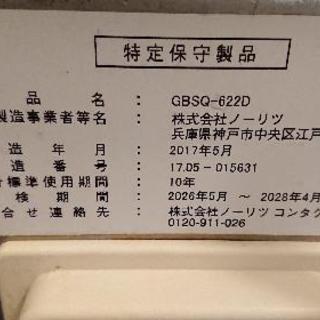 特定保守製品
品 名 : GBSQ-622D
製造事業者等名 : 株式会社ノーリツ
兵庫県神戸市中央区江戸
造 年 月 : 2017年5月
造 番 号 : 17.05-015631
計標準使用期間 : 10年
検 期 間 : 2026年5月 ～ 2028年4月
合せ連絡先 : 株式会社ノーリツ コンタク
0120-911-026